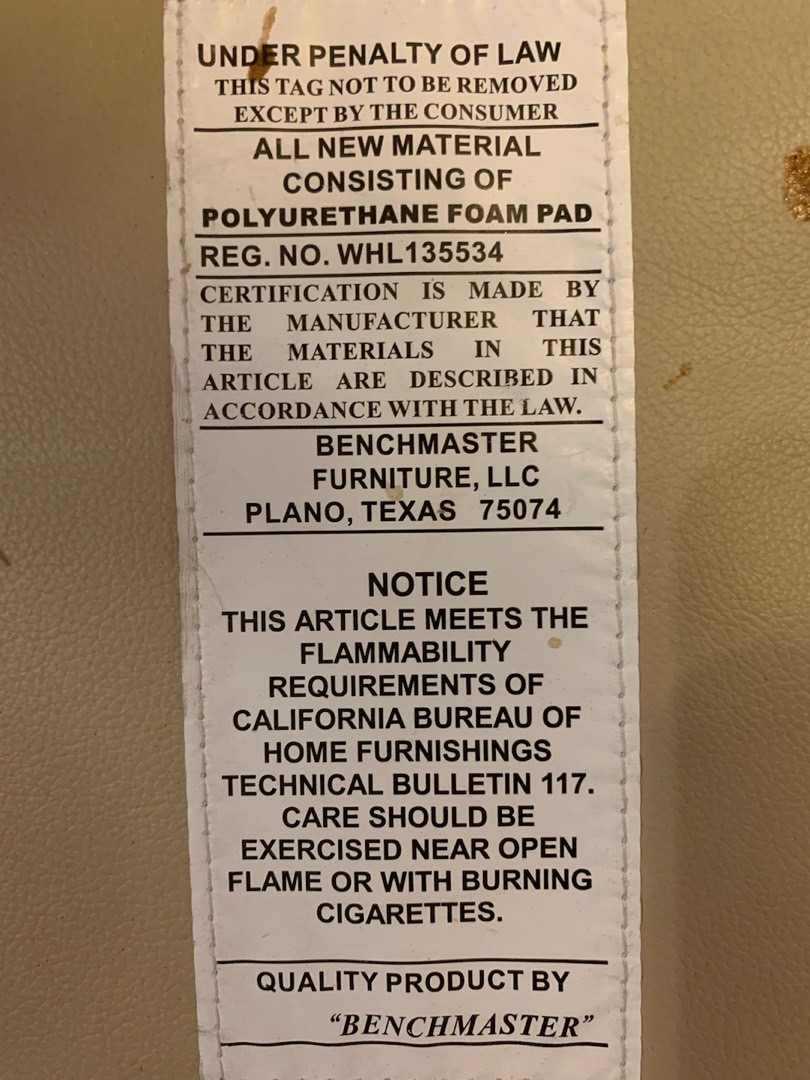 UNDER PENALTY OF LAW
THIS TAG NOT TO BE REMOVED
EXCEPT BY THE CONSUMER
ALL NEW MATERIAL
CONSISTING OF
POLYURETHANE FOAM PAD
REG. NO. WHL135534
CERTIFICATION IS MADE BY
THE MANUFACTURER THAT
THE MATERIALS IN THIS
ARTICLE ARE DESCRIBED IN
ACCORDANCE WITH THE LAW.
BENCHMASTER
FURNITURE, LLC
PLANO, TEXAS 75074
NOTICE
THIS ARTICLE MEETS THE
FLAMMABILITY
REQUIREMENTS OF
CALIFORNIA BUREAU OF
HOME FURNISHINGS
TECHNICAL BULLETIN 117.
CARE SHOULD BE
EXERCISED NEAR OPEN
FLAME OR WITH BURNING
CIGARETTES.
QUALITY PRODUCT BY
“BENCHMASTER”